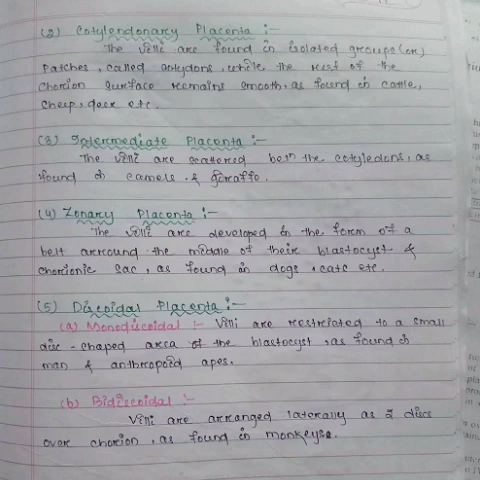 (2) Cotylendonary Placenta :-
The villi are found in isolated groups (or)
Patches, called cotydons, while the rest of the
chorion surface remains smooth, as found in cattle,
cheep, deer etc.
(3) Intermediate Placenta :-
The villi are scattered betn the cotyledons, as
found in camels & giraffe.
(4) Zonary Placenta :-
The villi are developed in the form of a
belt arround the middle of their blastocyst &
chorionic sac, as found in dogs, cats etc.
(5) Discoidal Placenta :-
(a) Monodiscoidal :- Villi are restricted to a small
disc - shaped area of the blastocyst, as found in
man & anthropoid apes.
(b) Bidiscoidal :-
Villi are arranged laterally as 2 discs
over chorion, as found in monkeys.